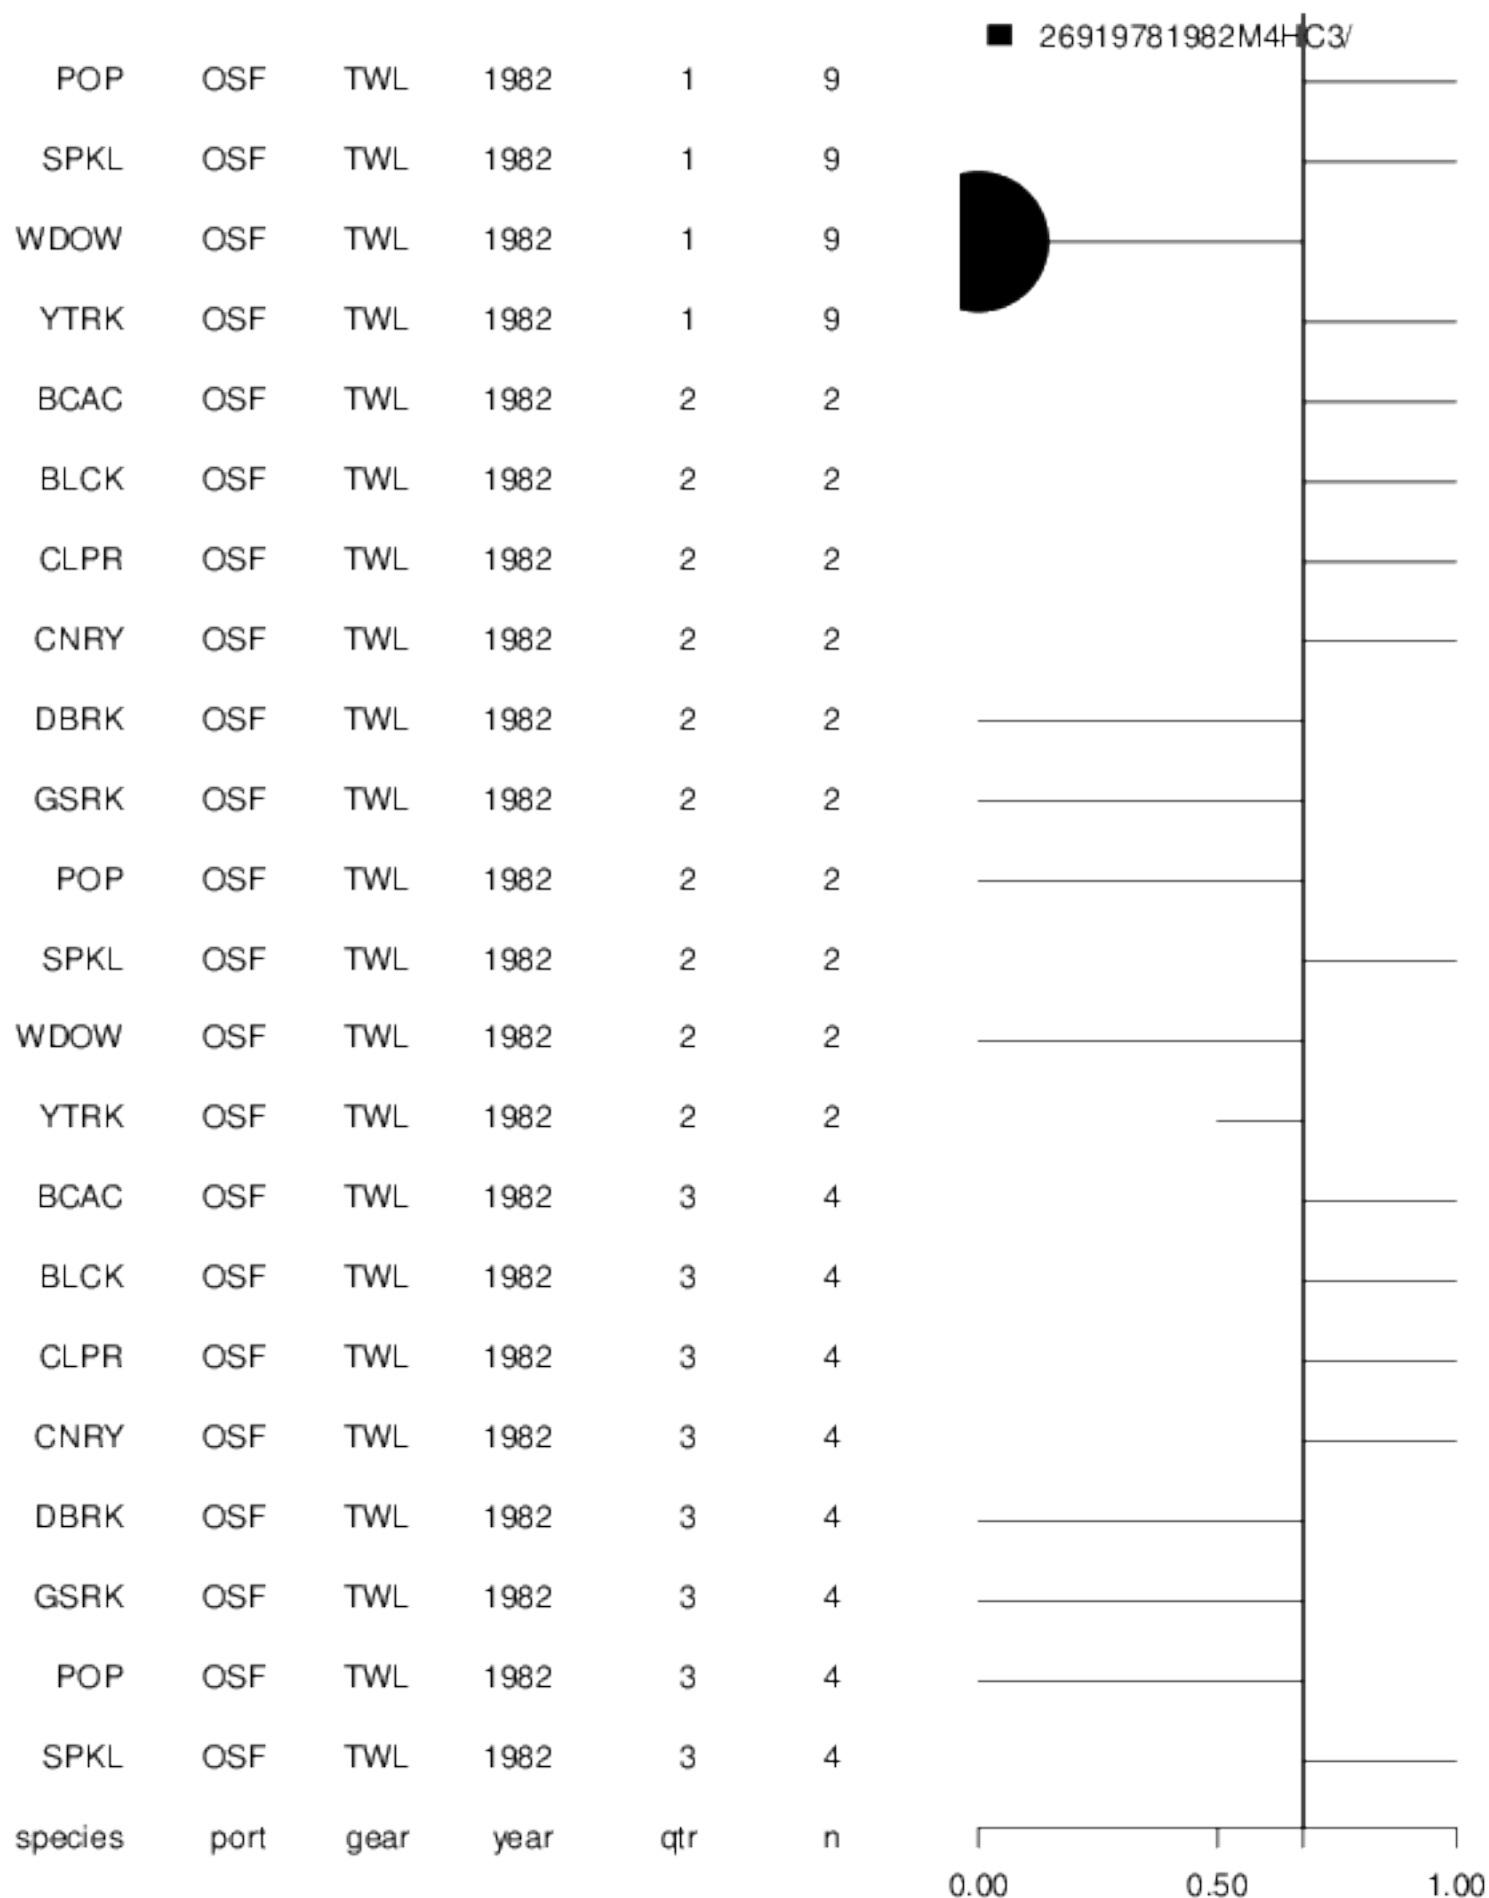 26919781982M4HC3/
POP OSF TWL 1982 1 9
SPKL OSF TWL 1982 1 9
WDOW OSF TWL 1982 1 9
YTRK OSF TWL 1982 1 9
BCAC OSF TWL 1982 2 2
BLCK OSF TWL 1982 2 2
CLPR OSF TWL 1982 2 2
CNRY OSF TWL 1982 2 2
DBRK OSF TWL 1982 2 2
GSRK OSF TWL 1982 2 2
POP OSF TWL 1982 2 2
SPKL OSF TWL 1982 2 2
WDOW OSF TWL 1982 2 2
YTRK OSF TWL 1982 2 2
BCAC OSF TWL 1982 3 4
BLCK OSF TWL 1982 3 4
CLPR OSF TWL 1982 3 4
CNRY OSF TWL 1982 3 4
DBRK OSF TWL 1982 3 4
GSRK OSF TWL 1982 3 4
POP OSF TWL 1982 3 4
SPKL OSF TWL 1982 3 4
species port gear year qtr n
0.00 0.50 1.00